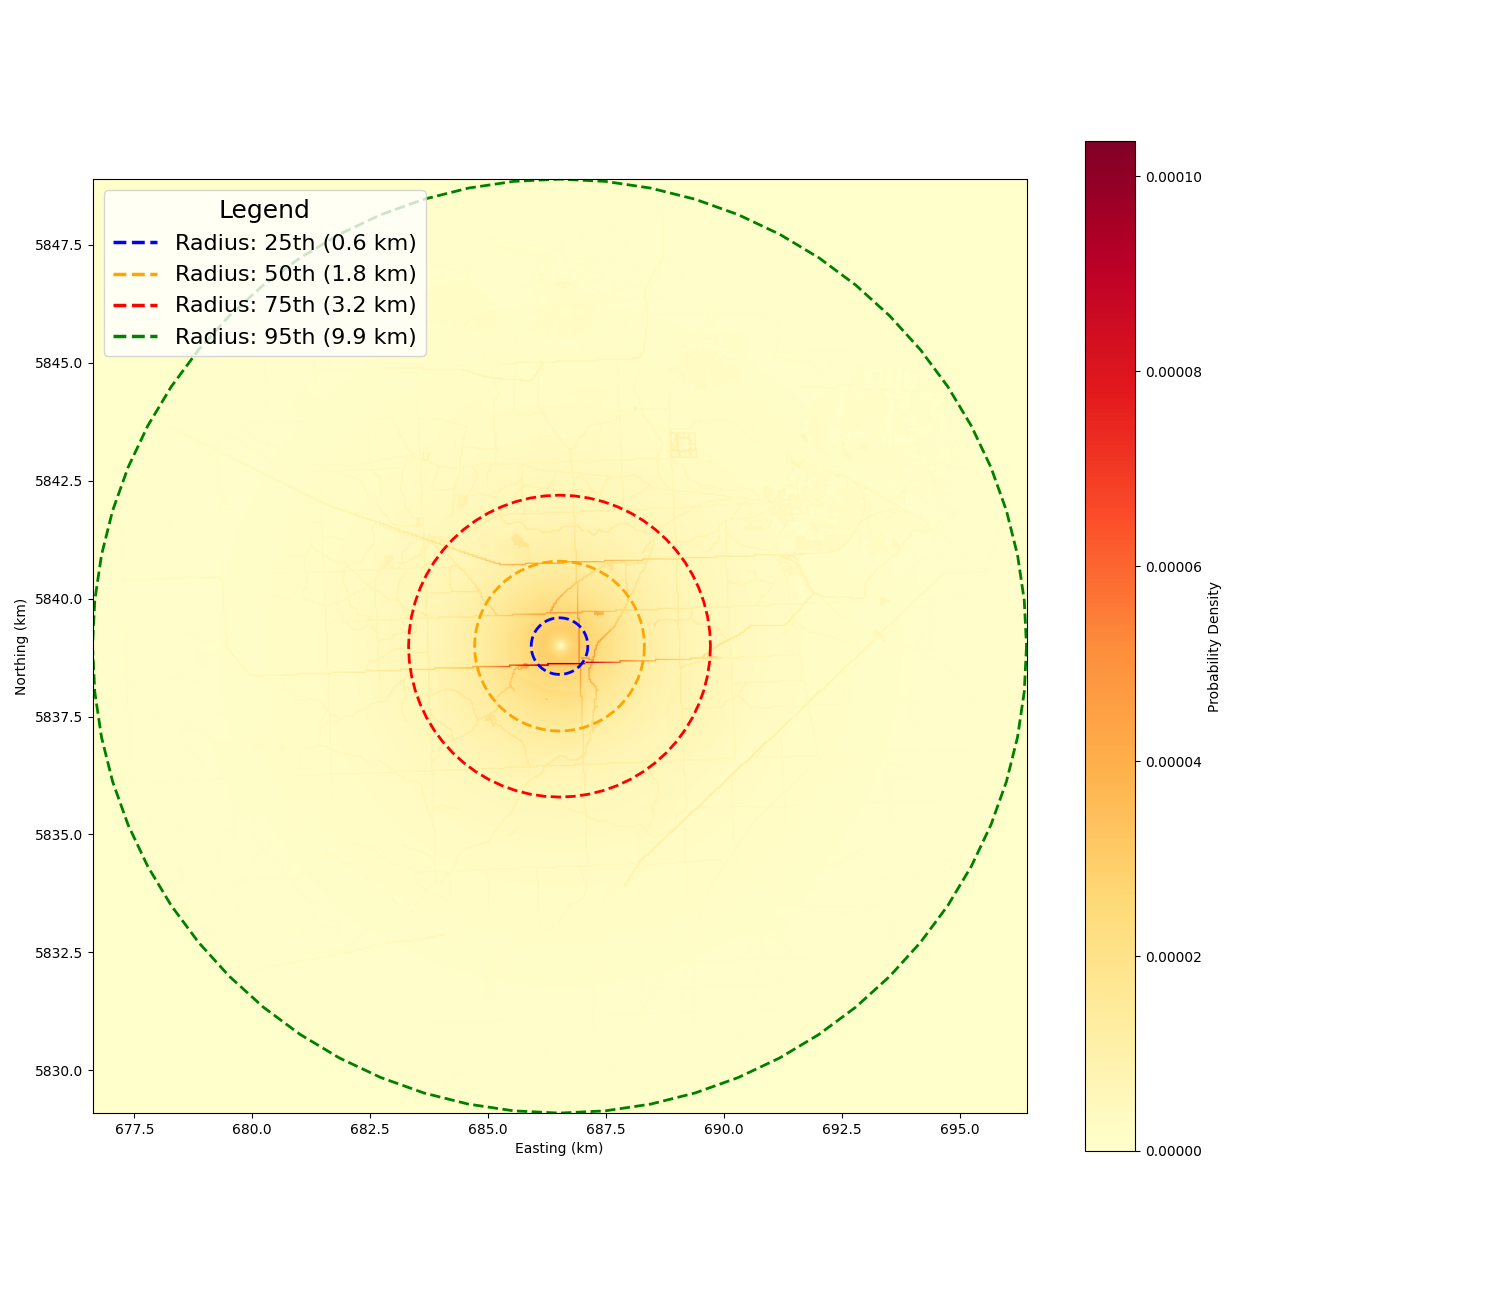 Legend
Radius: 25th (0.6 km)
Radius: 50th (1.8 km)
Radius: 75th (3.2 km)
Radius: 95th (9.9 km)
5847.5
5845.0
5842.5
5840.0
5837.5
5835.0
5832.5
5830.0
Northing (km)
677.5
680.0
682.5
685.0
687.5
690.0
692.5
695.0
Easting (km)
0.00010
0.00008
0.00006
0.00004
0.00002
0.00000
Probability Density